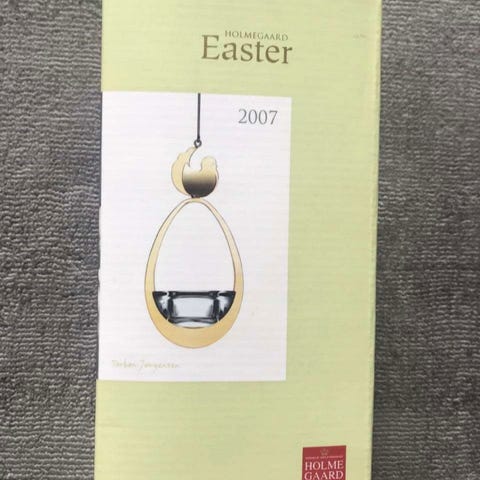 HOLMEGAARD
Easter
2007
Torben Jørgensen
HOLME
GAARD